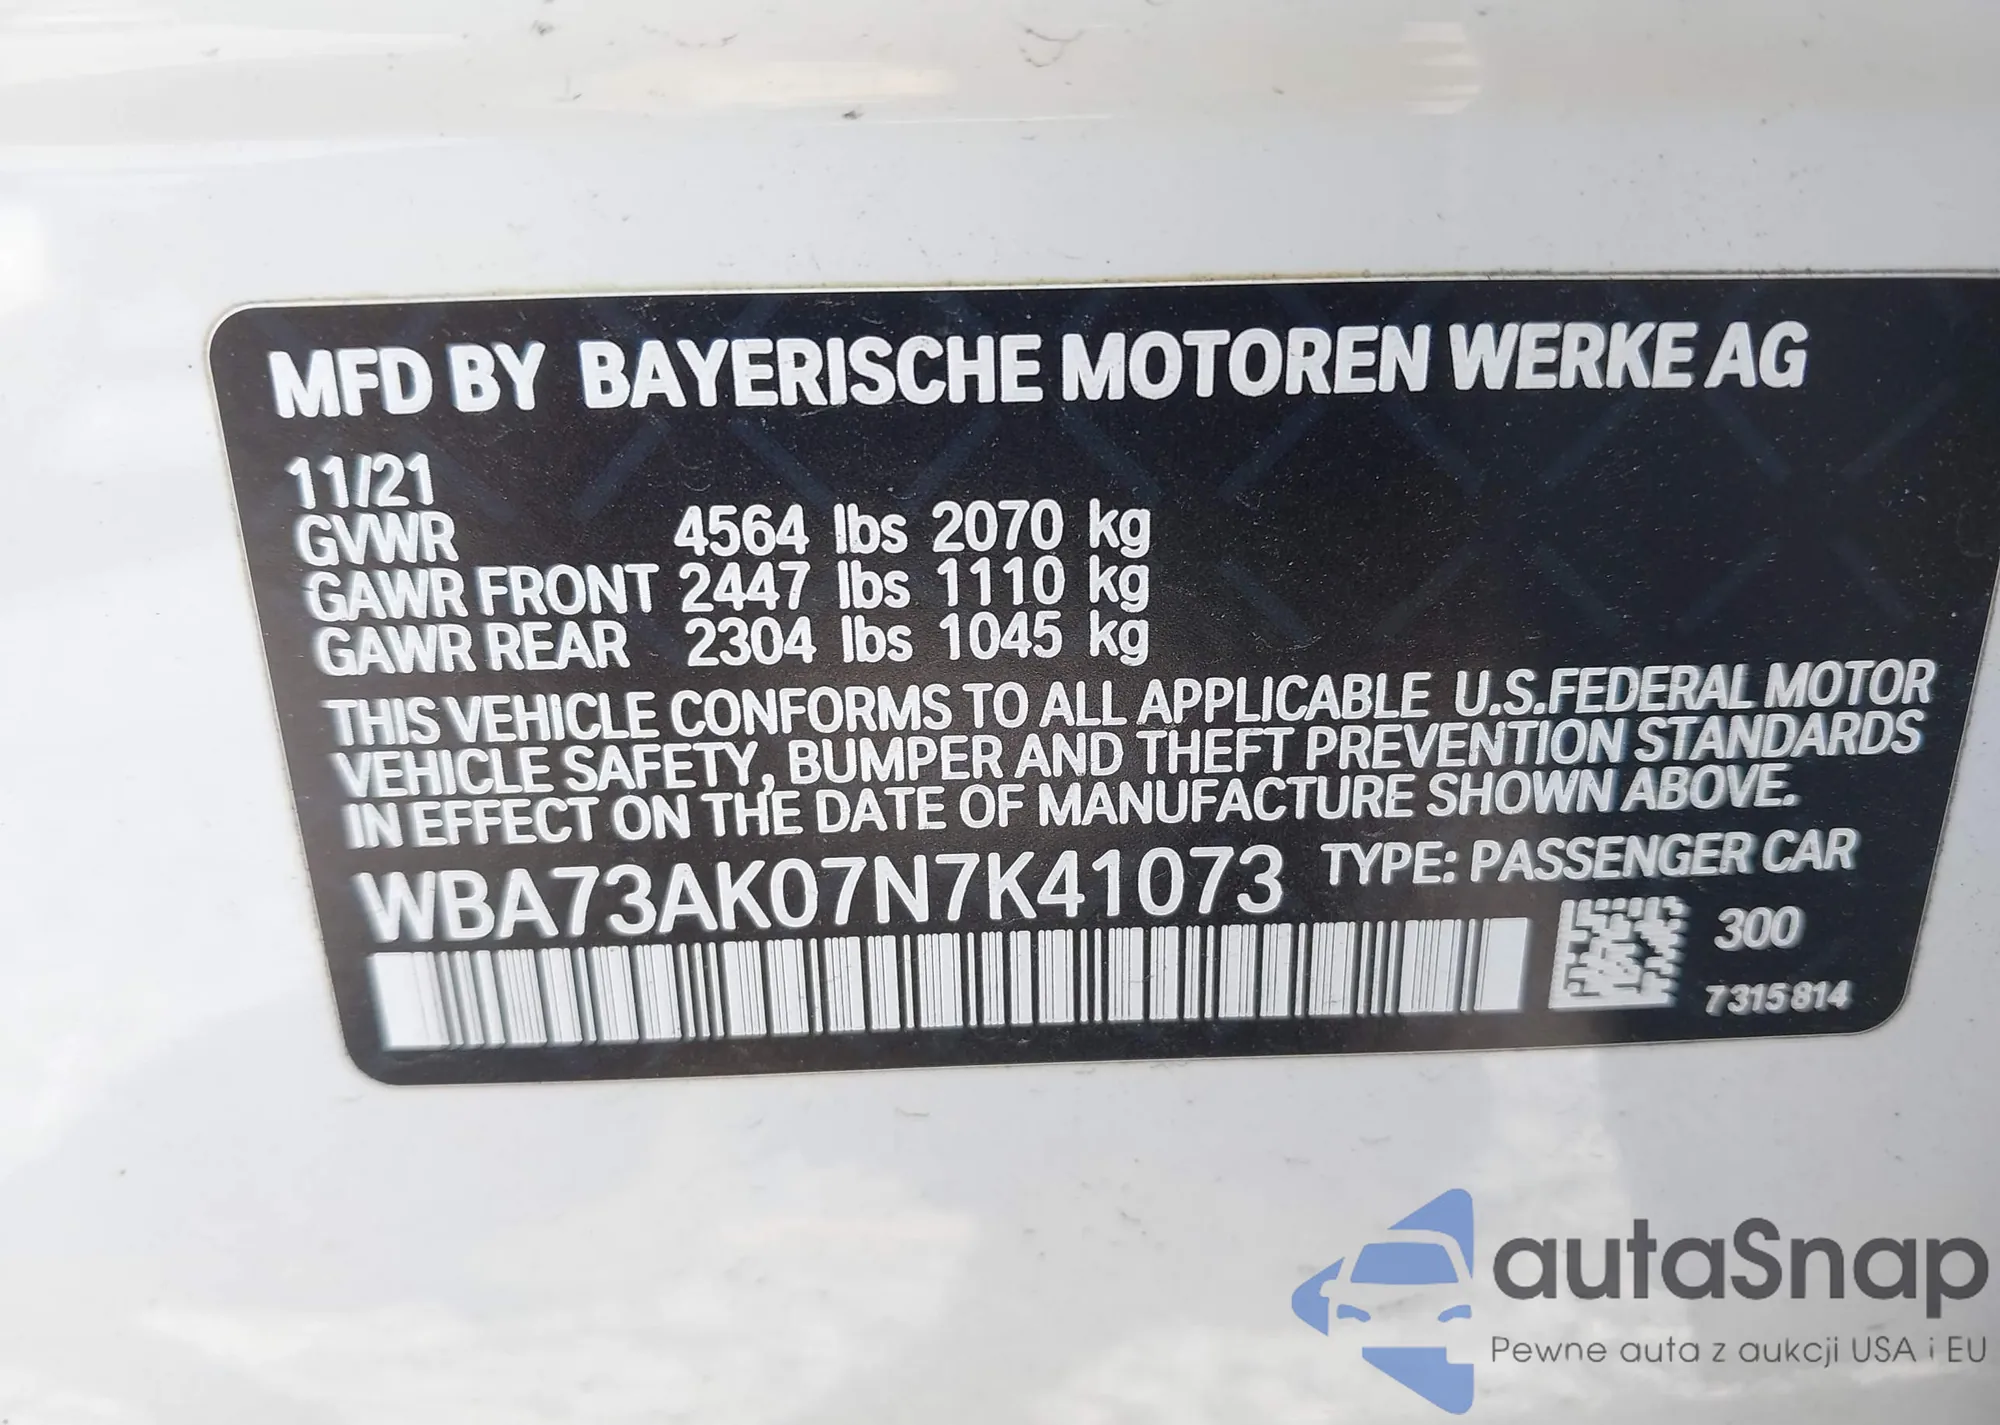 MFD BY BAYERISCHE MOTOREN WERKE AG
11/21
GVWR 4564 lbs 2070 kg
GAWR FRONT 2447 lbs 1110 kg
GAWR REAR 2304 lbs 1045 kg
THIS VEHICLE CONFORMS TO ALL APPLICABLE U.S.FEDERAL MOTOR
VEHICLE SAFETY, BUMPER AND THEFT PREVENTION STANDARDS
IN EFFECT ON THE DATE OF MANUFACTURE SHOWN ABOVE.
WBA73AK07N7K41073 TYPE: PASSENGER CAR
300
7315814
autaSnap
Pewne auta z aukcji USA i EU